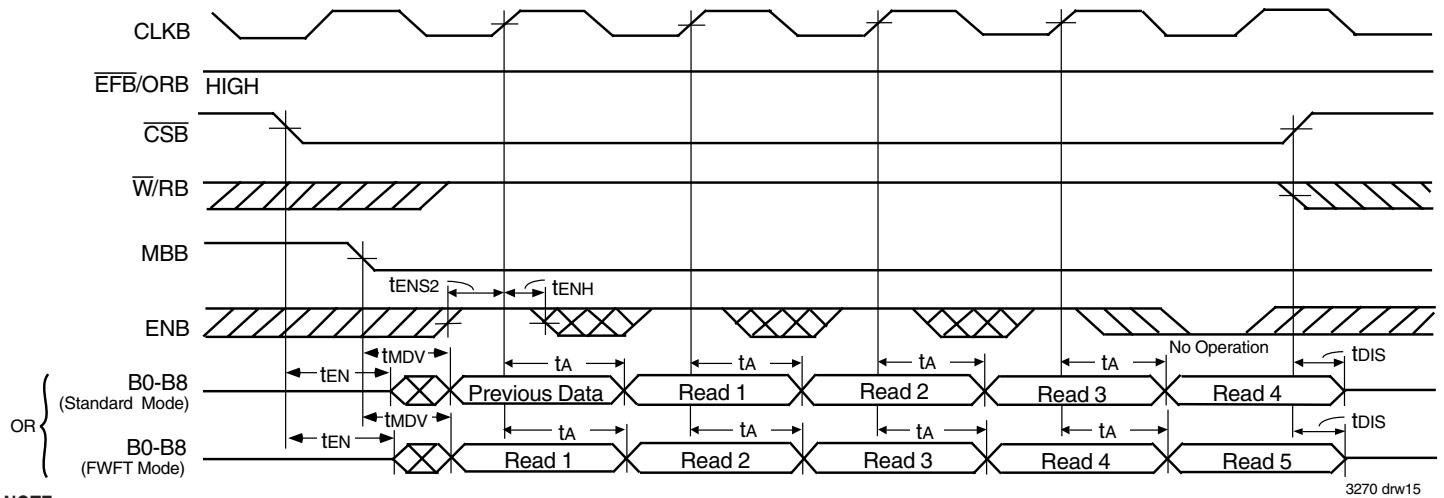 CLKB
EFB/ORB HIGH
CSB
W/RB
MBB
tENS2 tENH
ENB
No Operation
tMDV tA tA tA tA tDIS
tEN
B0-B8
(Standard Mode)
Previous Data Read 1 Read 2 Read 3 Read 4
OR
tMDV tA tA tA tA tDIS
tEN
B0-B8
(FWFT Mode)
Read 1 Read 2 Read 3 Read 4 Read 5
3270 drw15